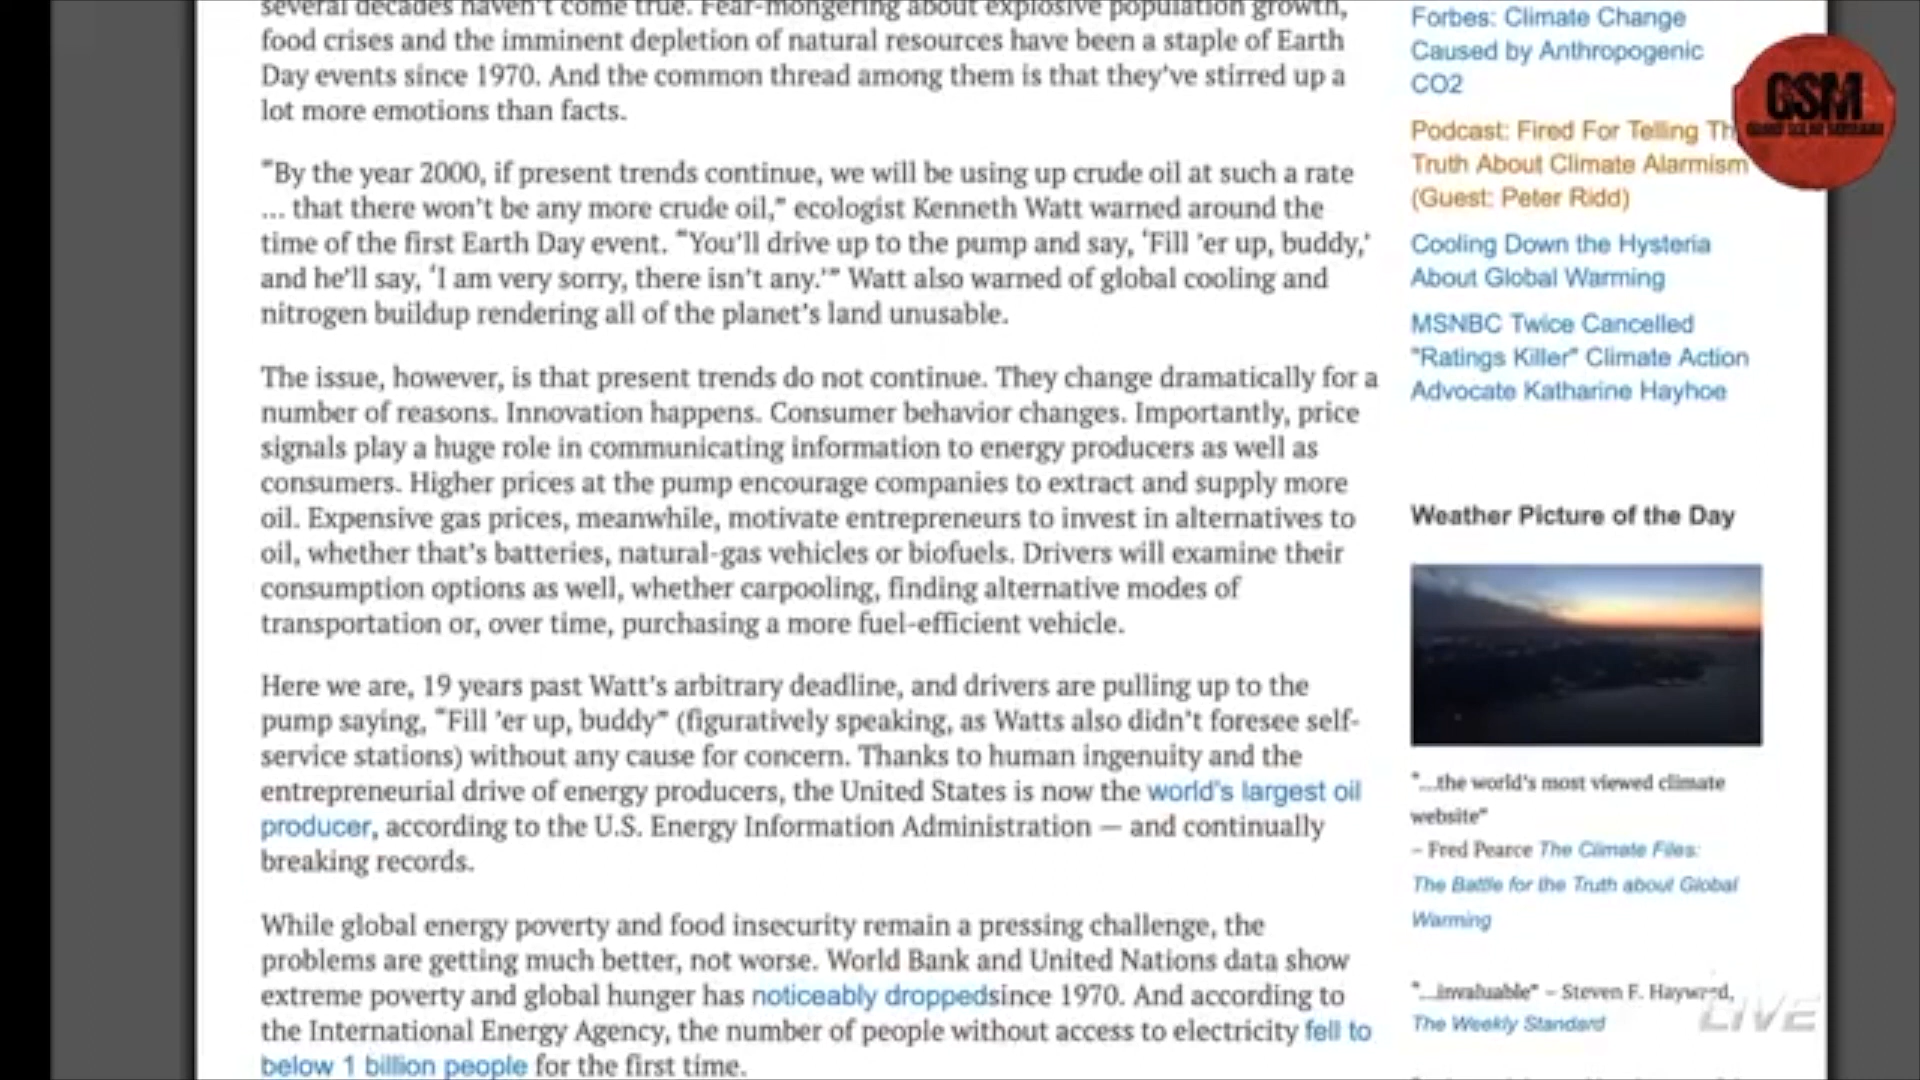 several decades haven't come true. Fear-mongering about explosive population growth,
food crises and the imminent depletion of natural resources have been a staple of Earth
Day events since 1970. And the common thread among them is that they've stirred up a
lot more emotions than facts.
"By the year 2000, if present trends continue, we will be using up crude oil at such a rate
... that there won't be any more crude oil," ecologist Kenneth Watt warned around the
time of the first Earth Day event. "You'll drive up to the pump and say, 'Fill 'er up, buddy,'
and he'll say, 'I am very sorry, there isn't any.'" Watt also warned of global cooling and
nitrogen buildup rendering all of the planet's land unusable.
The issue, however, is that present trends do not continue. They change dramatically for a
number of reasons. Innovation happens. Consumer behavior changes. Importantly, price
signals play a huge role in communicating information to energy producers as well as
consumers. Higher prices at the pump encourage companies to extract and supply more
oil. Expensive gas prices, meanwhile, motivate entrepreneurs to invest in alternatives to
oil, whether that's batteries, natural-gas vehicles or biofuels. Drivers will examine their
consumption options as well, whether carpooling, finding alternative modes of
transportation or, over time, purchasing a more fuel-efficient vehicle.
Here we are, 19 years past Watt's arbitrary deadline, and drivers are pulling up to the
pump saying, "Fill 'er up, buddy" (figuratively speaking, as Watts also didn't foresee self-
service stations) without any cause for concern. Thanks to human ingenuity and the
entrepreneurial drive of energy producers, the United States is now the world's largest oil
producer, according to the U.S. Energy Information Administration — and continually
breaking records.
While global energy poverty and food insecurity remain a pressing challenge, the
problems are getting much better, not worse. World Bank and United Nations data show
extreme poverty and global hunger has noticeably droppedsince 1970. And according to
the International Energy Agency, the number of people without access to electricity fell to
below 1 billion people for the first time.
Forbes: Climate Change
Caused by Anthropogenic
CO2
Podcast: Fired For Telling Th
Truth About Climate Alarmism
(Guest: Peter Ridd)
Cooling Down the Hysteria
About Global Warming
MSNBC Twice Cancelled
"Ratings Killer" Climate Action
Advocate Katharine Hayhoe
Weather Picture of the Day
"...the world's most viewed climate
website"
– Fred Pearce The Climate Files:
The Battle for the Truth about Global
Warming
"...invaluable" – Steven F. Hayward,
The Weekly Standard
GSM
LIVE